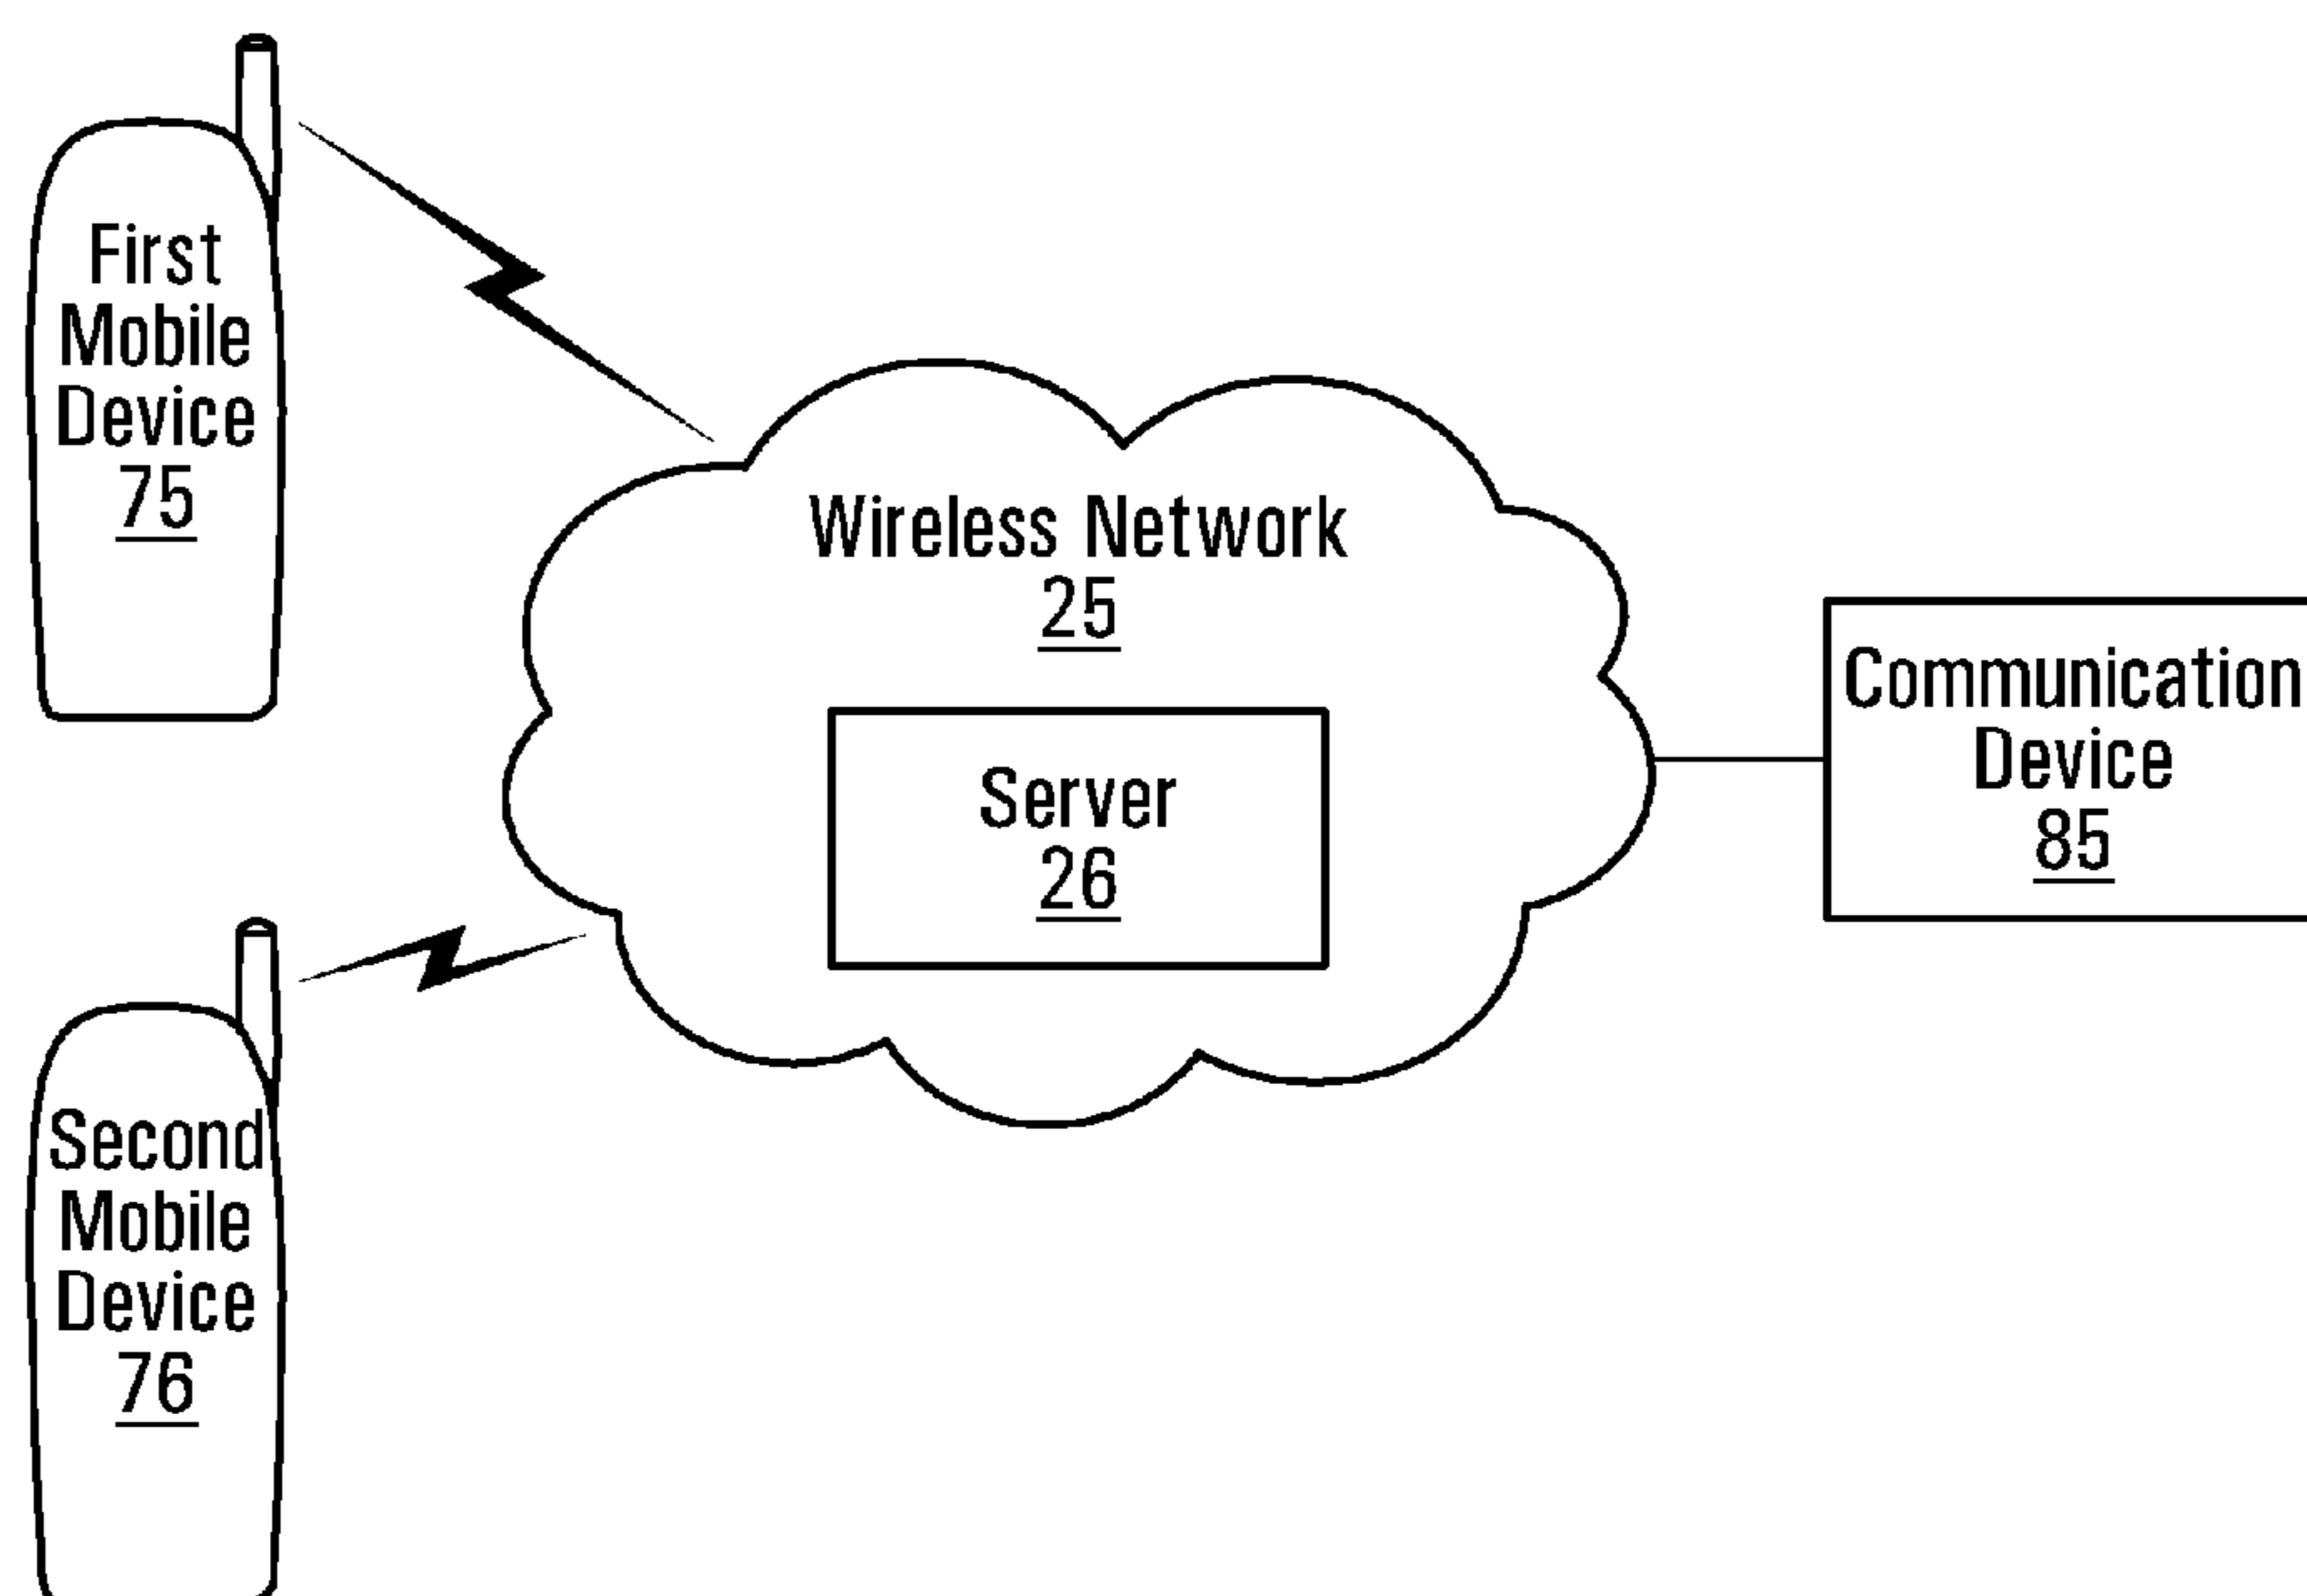 First
Mobile
Device
75
Wireless Network
25
Server
26
Communication
Device
85
Second
Mobile
Device
76